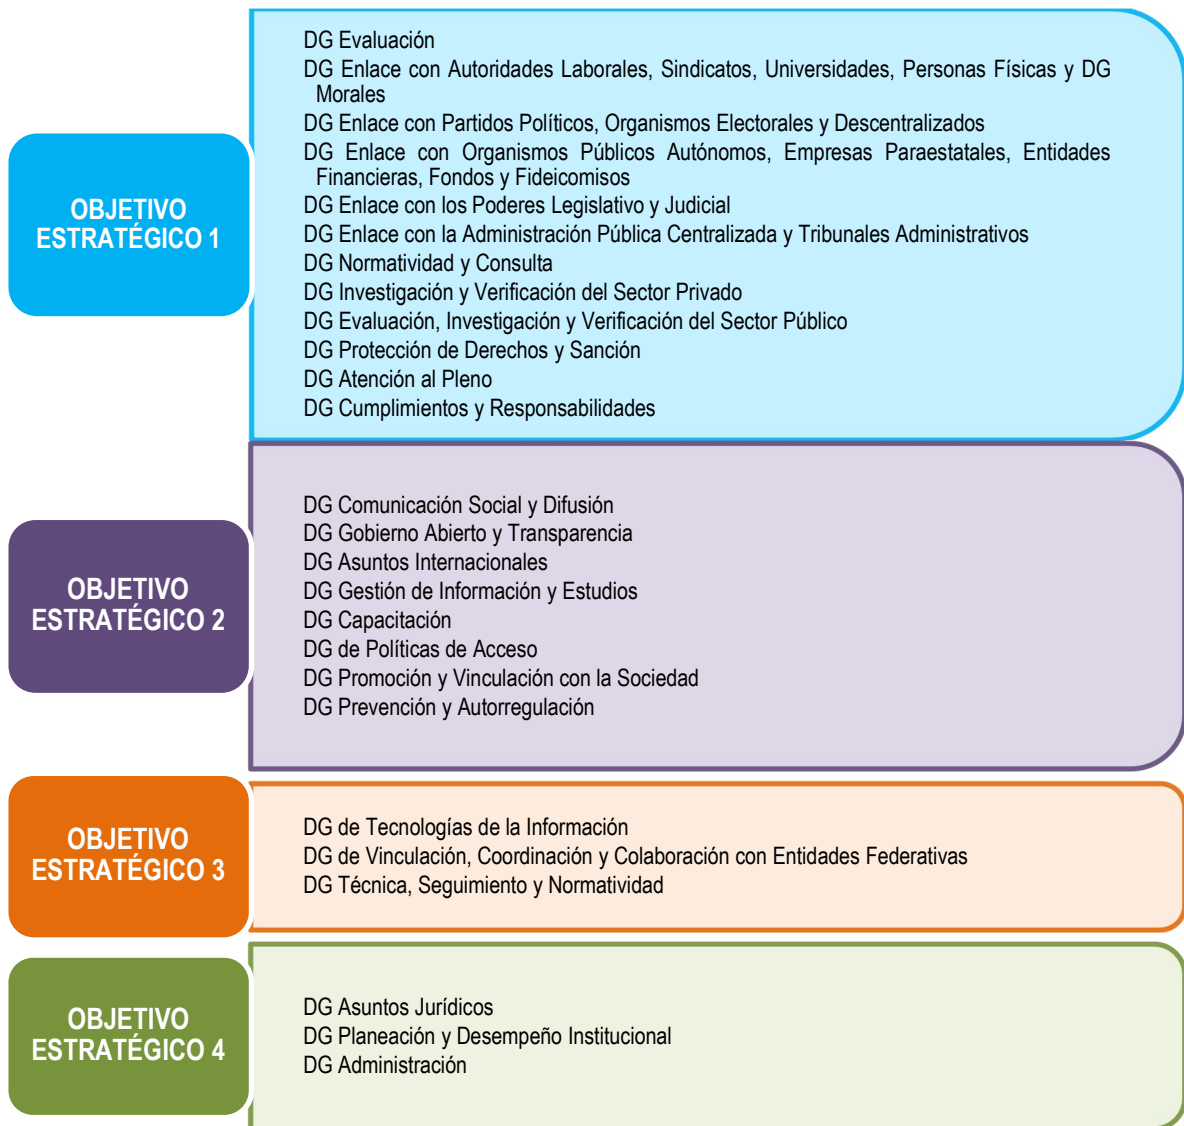 OBJETIVO
ESTRATÉGICO 1
DG Evaluación
DG Enlace con Autoridades Laborales, Sindicatos, Universidades, Personas Físicas y DG
Morales
DG Enlace con Partidos Políticos, Organismos Electorales y Descentralizados
DG Enlace con Organismos Públicos Autónomos, Empresas Paraestatales, Entidades
Financieras, Fondos y Fideicomisos
DG Enlace con los Poderes Legislativo y Judicial
DG Enlace con la Administración Pública Centralizada y Tribunales Administrativos
DG Normatividad y Consulta
DG Investigación y Verificación del Sector Privado
DG Evaluación, Investigación y Verificación del Sector Público
DG Protección de Derechos y Sanción
DG Atención al Pleno
DG Cumplimientos y Responsabilidades
OBJETIVO
ESTRATÉGICO 2
DG Comunicación Social y Difusión
DG Gobierno Abierto y Transparencia
DG Asuntos Internacionales
DG Gestión de Información y Estudios
DG Capacitación
DG de Políticas de Acceso
DG Promoción y Vinculación con la Sociedad
DG Prevención y Autorregulación
OBJETIVO
ESTRATÉGICO 3
DG de Tecnologías de la Información
DG de Vinculación, Coordinación y Colaboración con Entidades Federativas
DG Técnica, Seguimiento y Normatividad
OBJETIVO
ESTRATÉGICO 4
DG Asuntos Jurídicos
DG Planeación y Desempeño Institucional
DG Administración